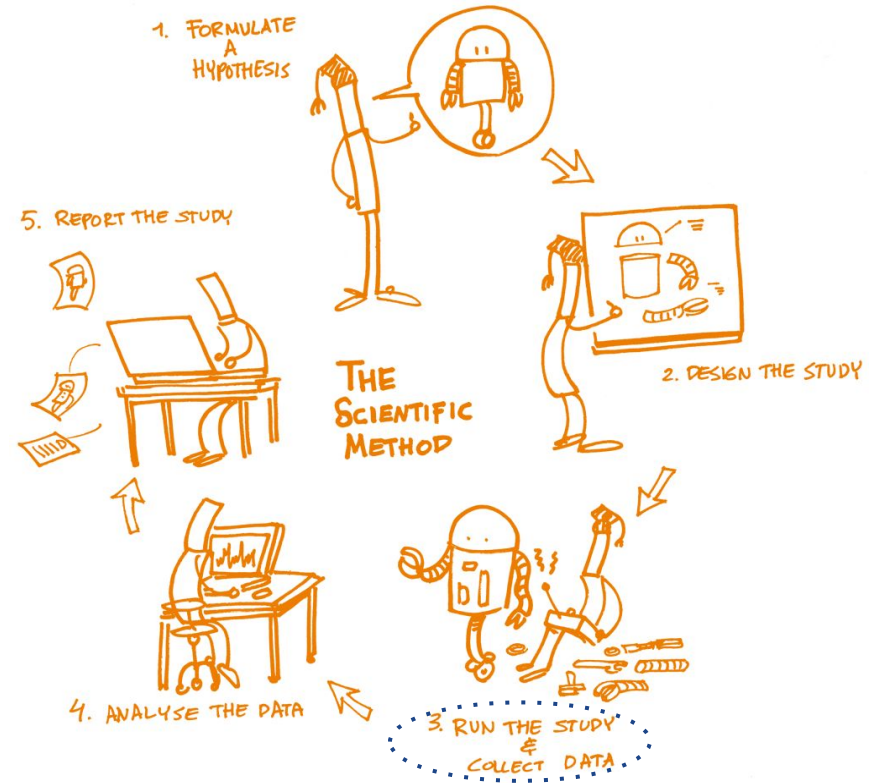 1. FORMULATE
A
HYPOTHESIS
5. REPORT THE STUDY
THE
SCIENTIFIC
METHOD
2. DESIGN THE STUDY
4. ANALYSE THE DATA
3. RUN THE STUDY
&
COLLECT DATA